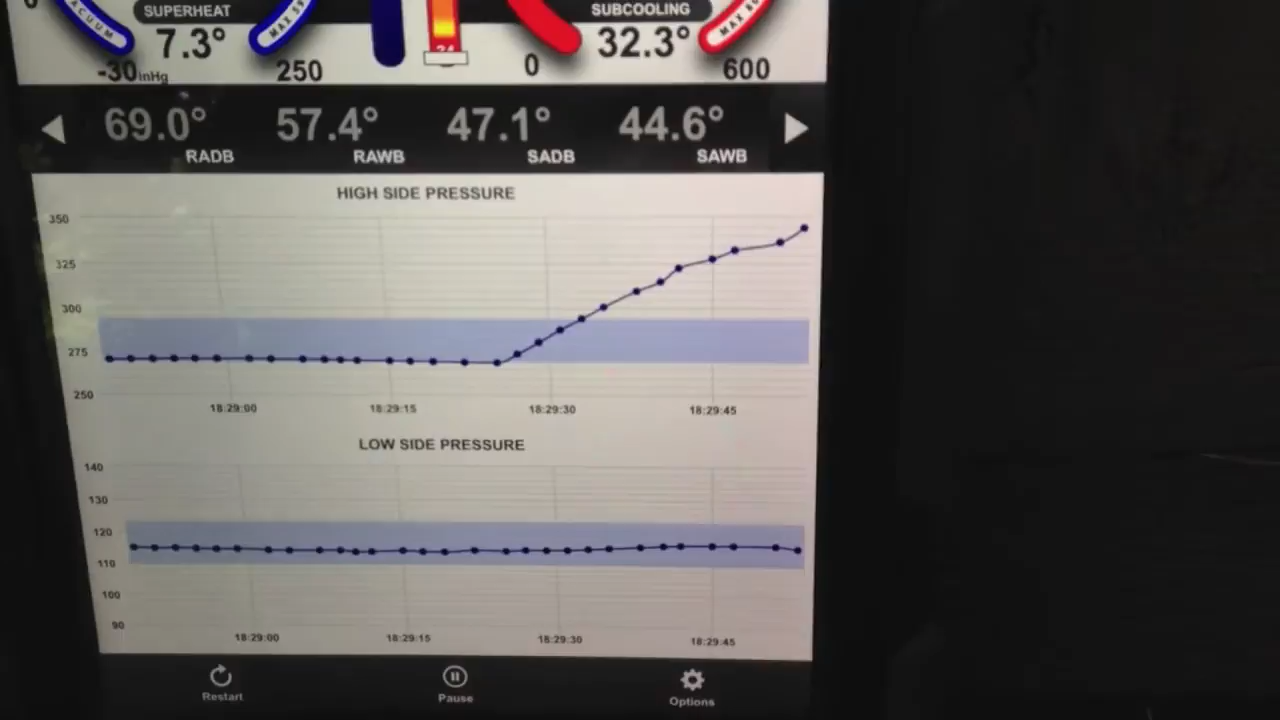 SUPERHEAT SUBCOOLING
VACUUM 7.3° 32.3°
-30 inHg 250 0 600
69.0° 57.4° 47.1° 44.6°
RADB RAWB SADB SAWB
HIGH SIDE PRESSURE
350
325
300
275
250
18:29:00 18:29:15 18:29:30 18:29:45
LOW SIDE PRESSURE
140
130
120
110
100
90
18:29:00 18:29:15 18:29:30 18:29:45
Restart Pause Options